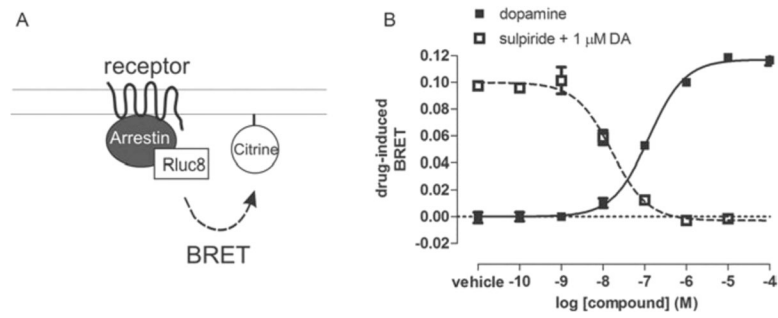 A
receptor
Arrestin
Rluc8
Citrine
BRET
B
dopamine
sulpiride + 1 μM DA
drug-induced
BRET
0.12
0.10
0.08
0.06
0.04
0.02
0.00
-0.02
vehicle -10 -9 -8 -7 -6 -5 -4
log [compound] (M)